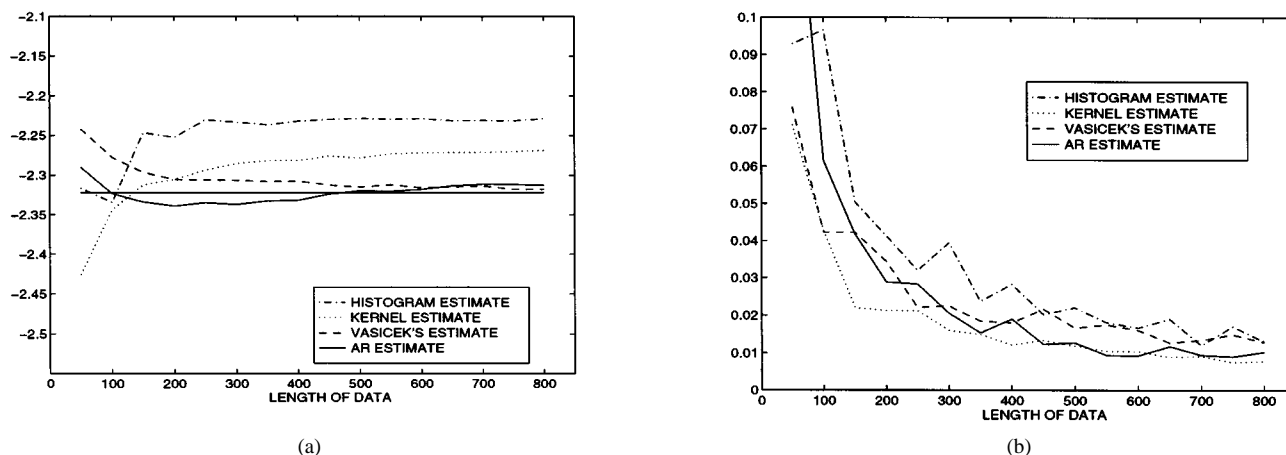 -2.1
-2.15
-2.2
-2.25
-2.3
-2.35
-2.4
-2.45
-2.5
0 100 200 300 400 500 600 700 800
LENGTH OF DATA
HISTOGRAM ESTIMATE
KERNEL ESTIMATE
VASICEK'S ESTIMATE
AR ESTIMATE
(a)
0.1
0.09
0.08
0.07
0.06
0.05
0.04
0.03
0.02
0.01
0
0 100 200 300 400 500 600 700 800
LENGTH OF DATA
HISTOGRAM ESTIMATE
KERNEL ESTIMATE
VASICEK'S ESTIMATE
AR ESTIMATE
(b)